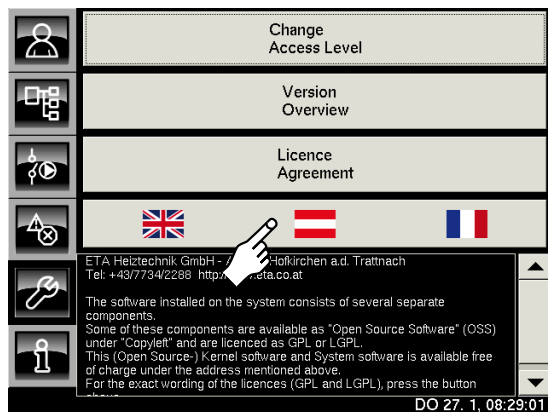 Change
Access Level
Version
Overview
Licence
Agreement
ETA Heiztechnik GmbH - Hofkirchen a.d. Trattnach
Tel: +43/7734/2288 http:/ .eta.co.at
The software installed on the system consists of several separate
components.
Some of these components are available as "Open Source Software" (OSS)
under "Copyleft" and are licenced as GPL or LGPL.
This (Open Source-) Kernel software and System software is available free
of charge under the address mentioned above.
For the exact wording of the licences (GPL and LGPL), press the button
DO 27. 1, 08:29:01